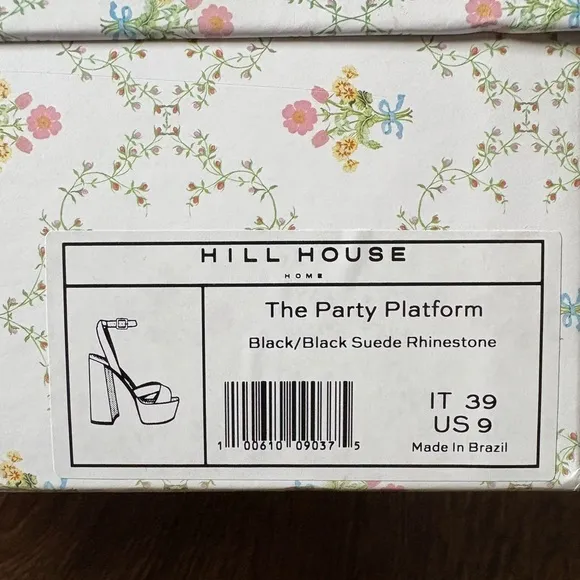 HILL HOUSE
HOME
The Party Platform
Black/Black Suede Rhinestone
IT 39
US 9
Made In Brazil
1 00610 09037 5